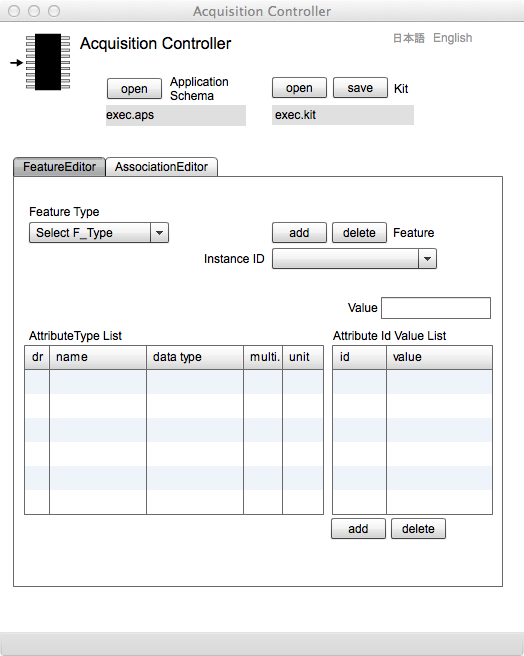 Acquisition Controller
Acquisition Controller
日本語 English
open Application Schema
open save Kit
exec.aps
exec.kit
FeatureEditor AssociationEditor
Feature Type
Select F_Type
add delete Feature
Instance ID
Value
AttributeType List
dr name data type multi. unit
Attribute Id Value List
id value
add delete